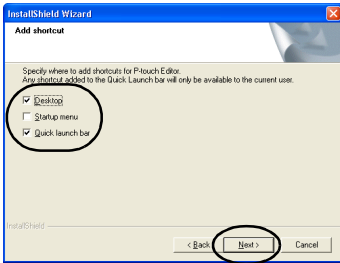 InstallShield Wizard
Add shortcut
Specify where to add shortcuts for P-touch Editor.
Any shortcut added to the Quick Launch bar will only be available to the current user.
Desktop
Startup menu
Quick launch bar
InstallShield
< Back
Next >
Cancel